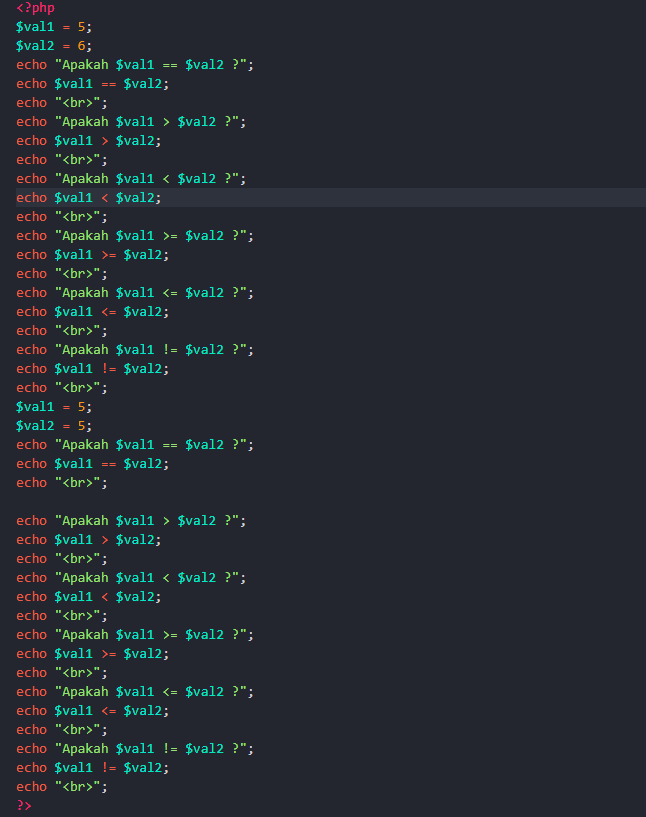 <?php
$val1 = 5;
$val2 = 6;
echo "Apakah $val1 == $val2 ?";
echo $val1 == $val2;
echo "<br>";
echo "Apakah $val1 > $val2 ?";
echo $val1 > $val2;
echo "<br>";
echo "Apakah $val1 < $val2 ?";
echo $val1 < $val2;
echo "<br>";
echo "Apakah $val1 >= $val2 ?";
echo $val1 >= $val2;
echo "<br>";
echo "Apakah $val1 <= $val2 ?";
echo $val1 <= $val2;
echo "<br>";
echo "Apakah $val1 != $val2 ?";
echo $val1 != $val2;
echo "<br>";
$val1 = 5;
$val2 = 5;
echo "Apakah $val1 == $val2 ?";
echo $val1 == $val2;
echo "<br>";

echo "Apakah $val1 > $val2 ?";
echo $val1 > $val2;
echo "<br>";
echo "Apakah $val1 < $val2 ?";
echo $val1 < $val2;
echo "<br>";
echo "Apakah $val1 >= $val2 ?";
echo $val1 >= $val2;
echo "<br>";
echo "Apakah $val1 <= $val2 ?";
echo $val1 <= $val2;
echo "<br>";
echo "Apakah $val1 != $val2 ?";
echo $val1 != $val2;
echo "<br>";
?>